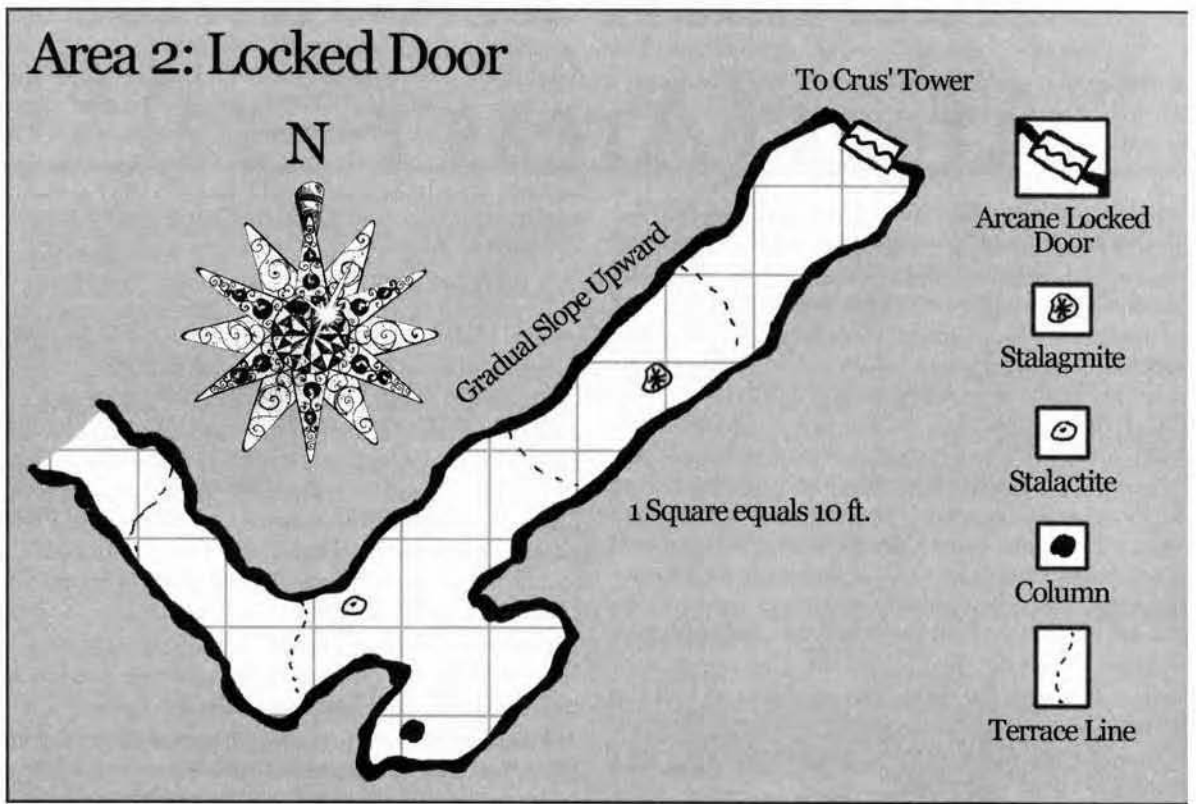 Area 2: Locked Door
To Crus' Tower
N
Gradual Slope Upward
1 Square equals 10 ft.
Arcane Locked
Door
Stalagmite
Stalactite
Column
Terrace Line